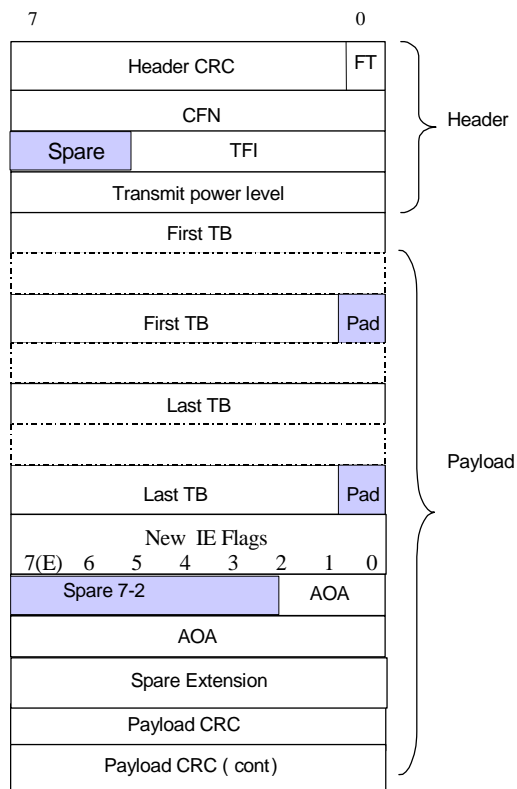 7 0
Header CRC FT
Header
CFN
Spare TFI
Transmit power level
First TB
First TB Pad
Last TB
Payload
Last TB Pad
New IE Flags
7(E) 6 5 4 3 2 1 0
Spare 7-2 AOA
AOA
Spare Extension
Payload CRC
Payload CRC ( cont)